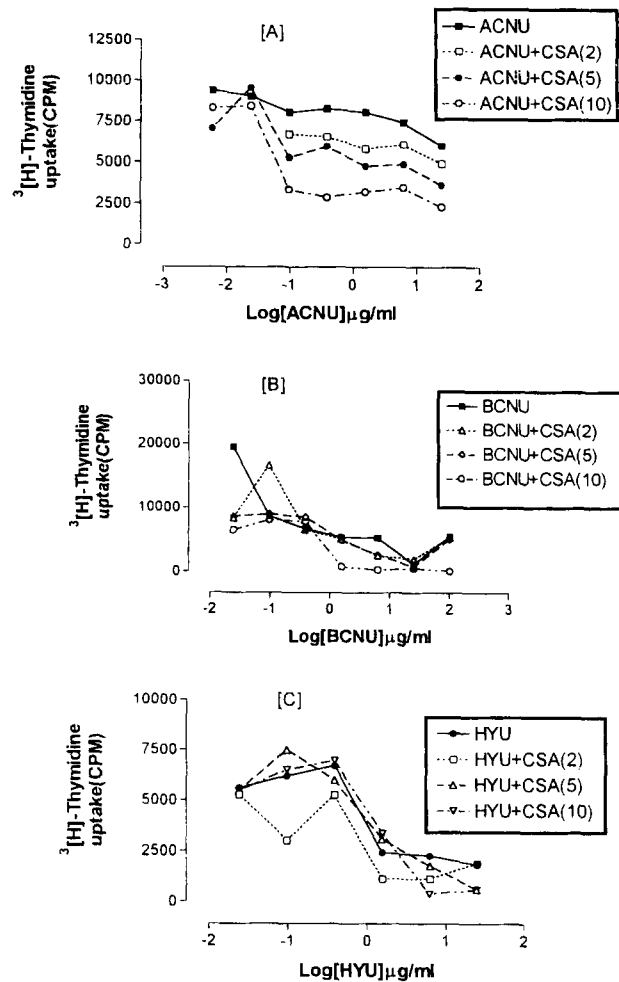 [A]
12500
10000
7500
5000
2500
0
³[H]-Thymidine
uptake(CPM)
-3
-2
-1
0
1
2
Log[ACNU]µg/ml
ACNU
ACNU+CSA(2)
ACNU+CSA(5)
ACNU+CSA(10)
[B]
30000
20000
10000
0
³[H]-Thymidine
uptake(CPM)
-2
-1
0
1
2
3
Log[BCNU]µg/ml
BCNU
BCNU+CSA(2)
BCNU+CSA(5)
BCNU+CSA(10)
[C]
10000
7500
5000
2500
0
³[H]-Thymidine
uptake(CPM)
-2
-1
0
1
2
Log[HYU]µg/ml
HYU
HYU+CSA(2)
HYU+CSA(5)
HYU+CSA(10)